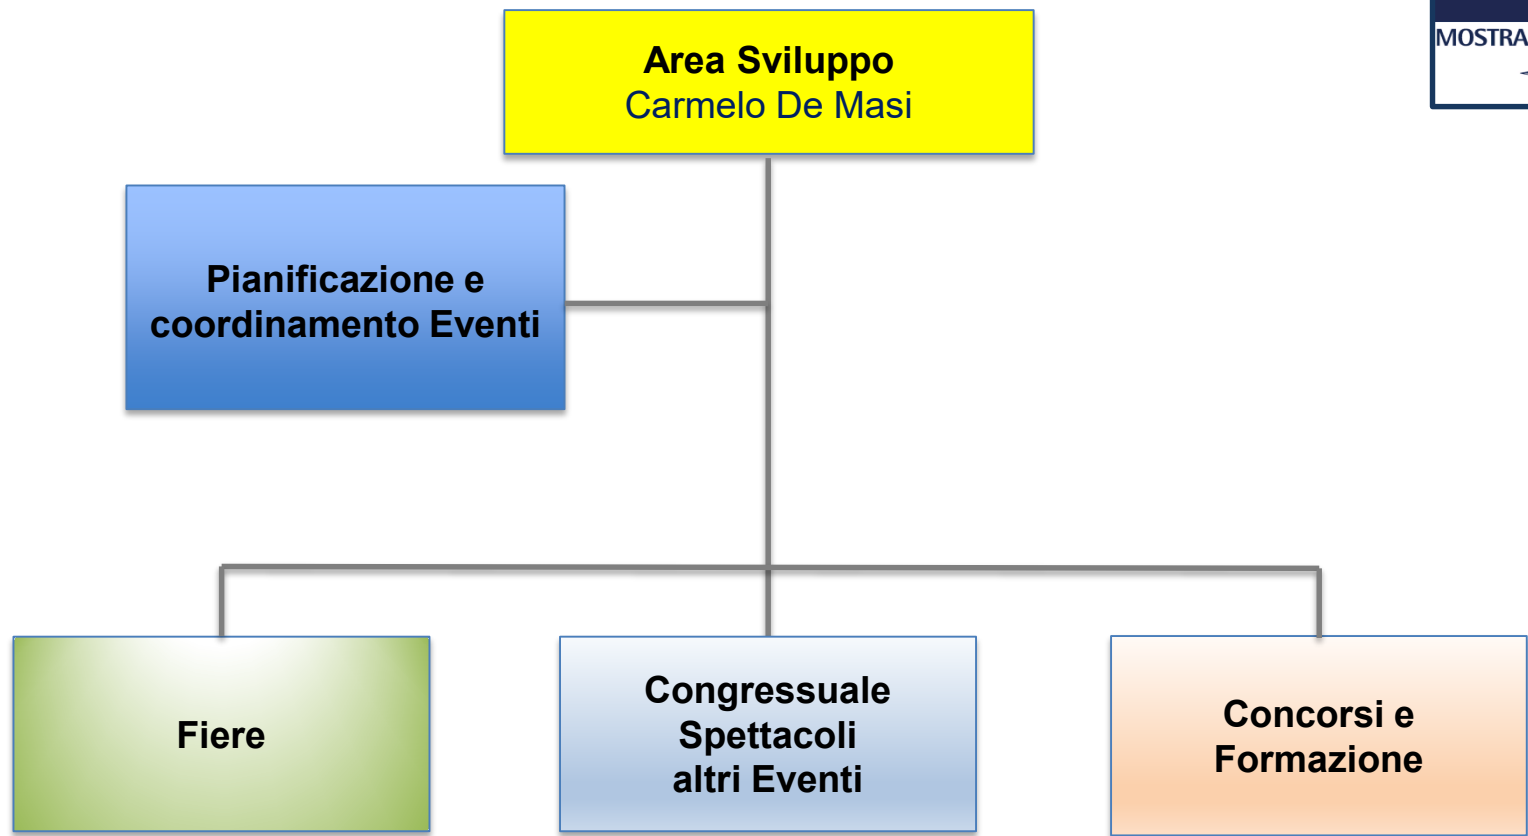 Area Sviluppo
Carmelo De Masi
MOSTRA
Pianificazione e
coordinamento Eventi
Fiere
Congressuale
Spettacoli
altri Eventi
Concorsi e
Formazione